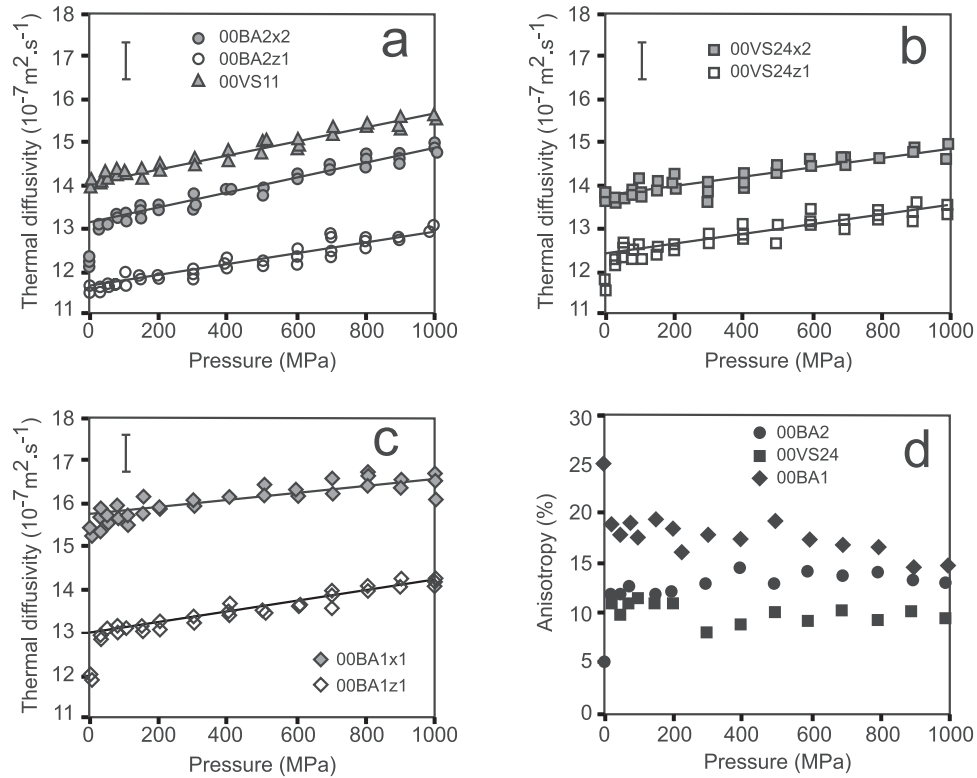 a
00BA2x2
00BA2z1
00VS11
Thermal diffusivity (10-7m2.s-1)
18
17
16
15
14
13
12
11
0 200 400 600 800 1000
Pressure (MPa)
b
00VS24x2
00VS24z1
Thermal diffusivity (10-7m2.s-1)
18
17
16
15
14
13
12
11
0 200 400 600 800 1000
Pressure (MPa)
c
Thermal diffusivity (10-7m2.s-1)
18
17
16
15
14
13
12
11
00BA1x1
00BA1z1
0 200 400 600 800 1000
Pressure (MPa)
d
00BA2
00VS24
00BA1
Anisotropy (%)
30
25
20
15
10
5
0
0 200 400 600 800 1000
Pressure (MPa)